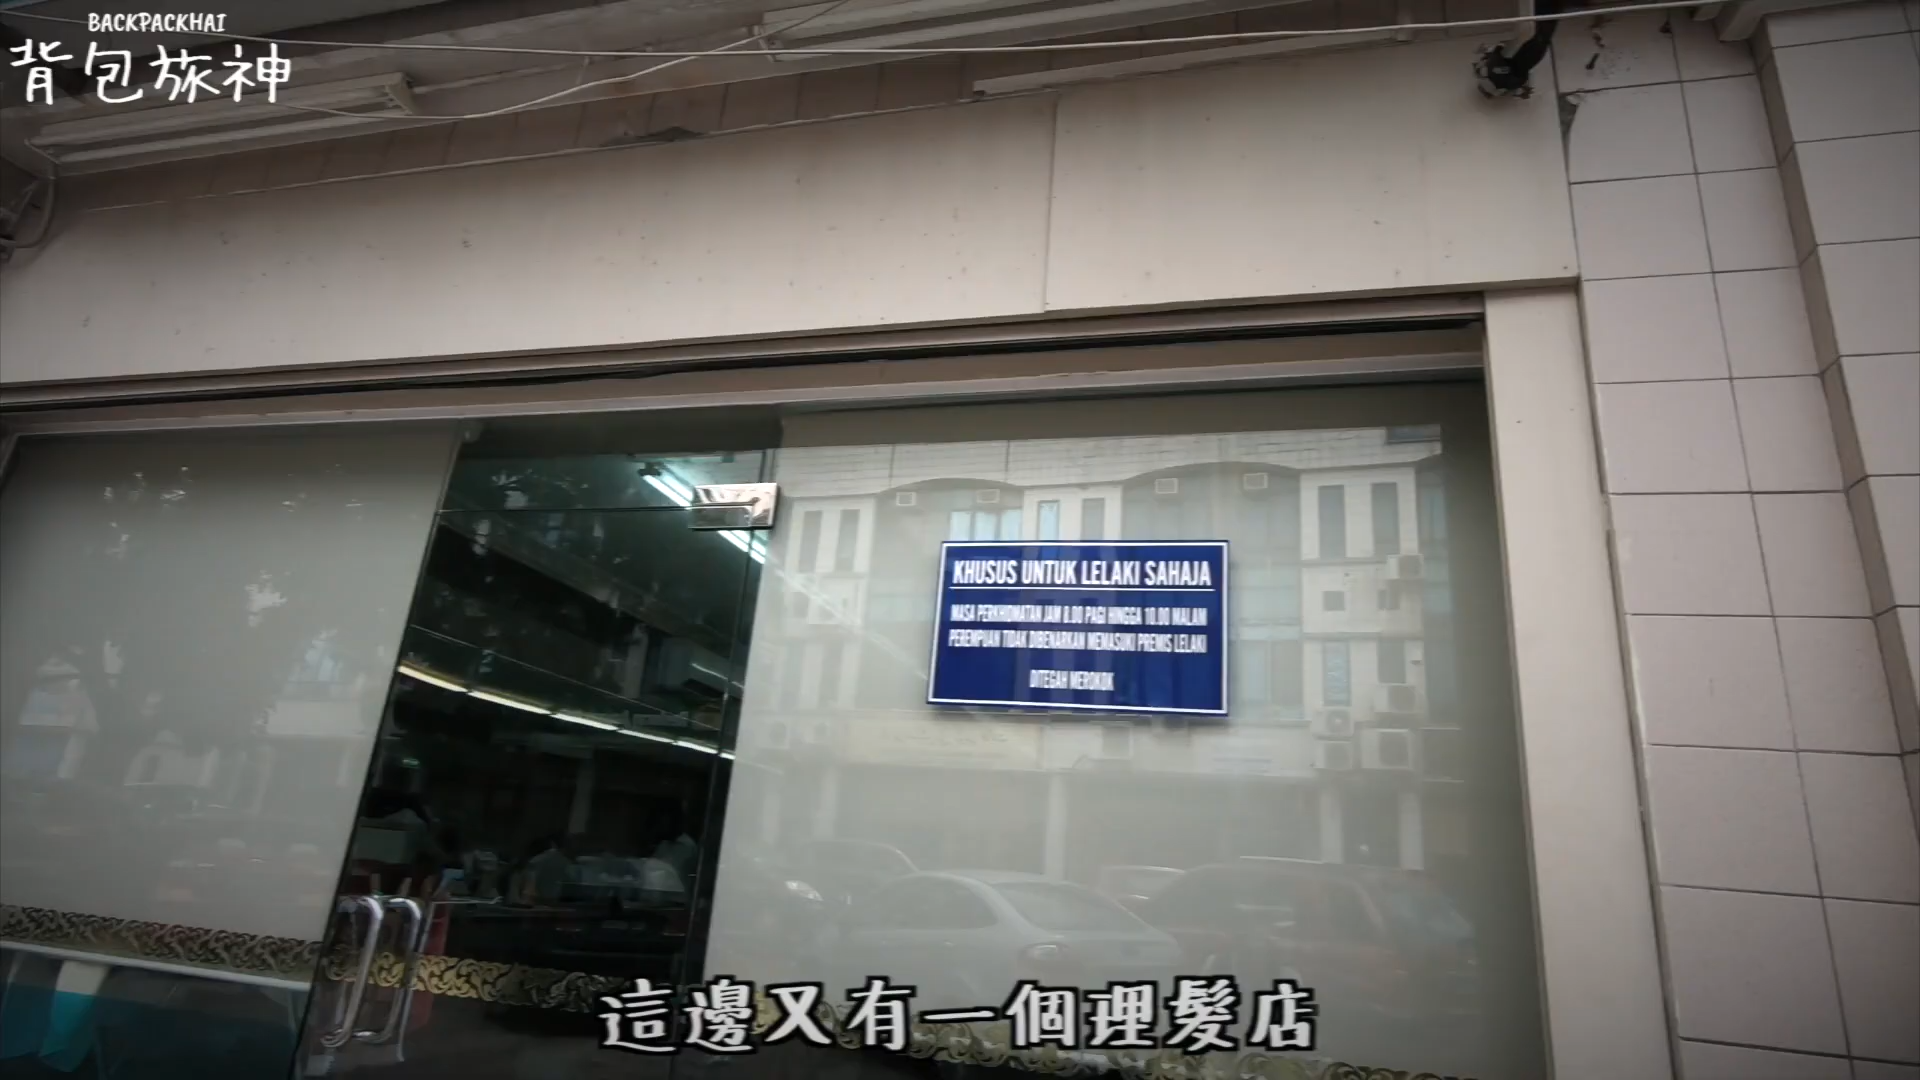 BACKPACKHAI
背包旅神
KHUSUS UNTUK LELAKI SAHAJA
MASA PERKHIDMATAN JAM 8.00 PAGI HINGGA 10.00 MALAM
PEREMPUAN TIDAK DIBENARKAN MEMASUKI PREMIS LELAKI
DITEGAH MEROKOK
這邊又有一個理髮店